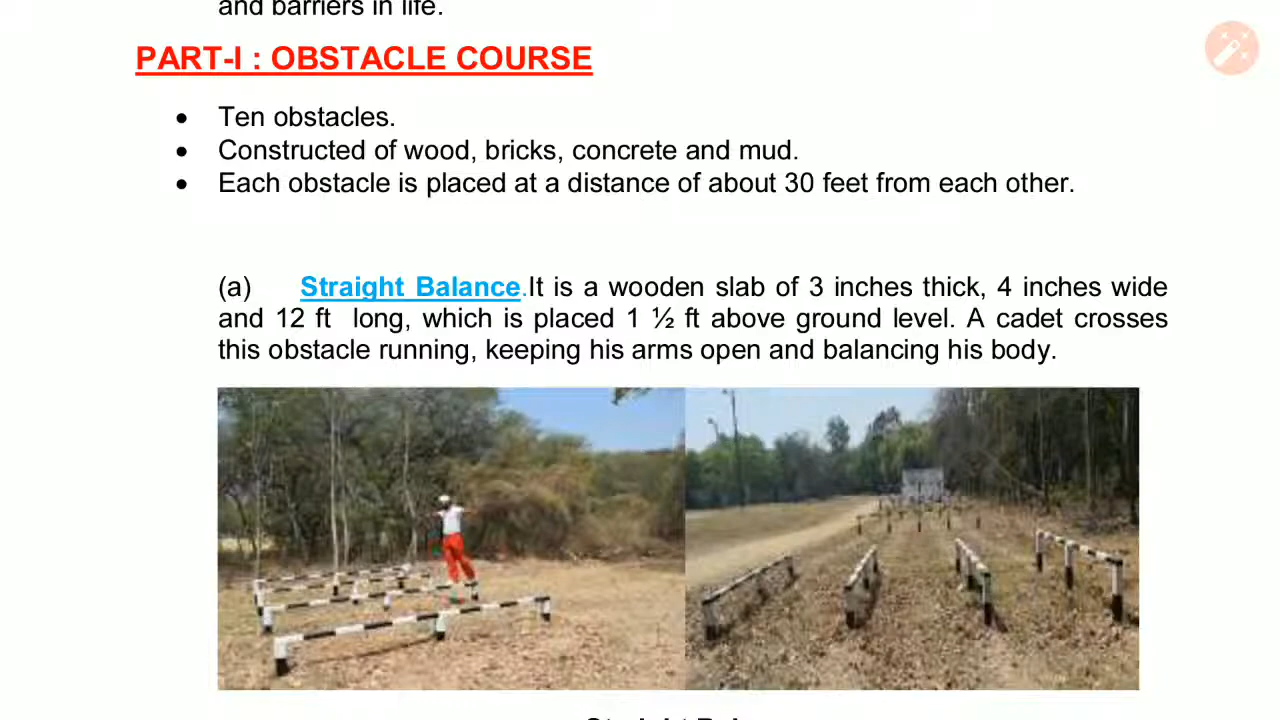 and barriers in life.
PART-I : OBSTACLE COURSE
• Ten obstacles.
• Constructed of wood, bricks, concrete and mud.
• Each obstacle is placed at a distance of about 30 feet from each other.
(a) Straight Balance.It is a wooden slab of 3 inches thick, 4 inches wide
and 12 ft long, which is placed 1 ½ ft above ground level. A cadet crosses
this obstacle running, keeping his arms open and balancing his body.
Straight